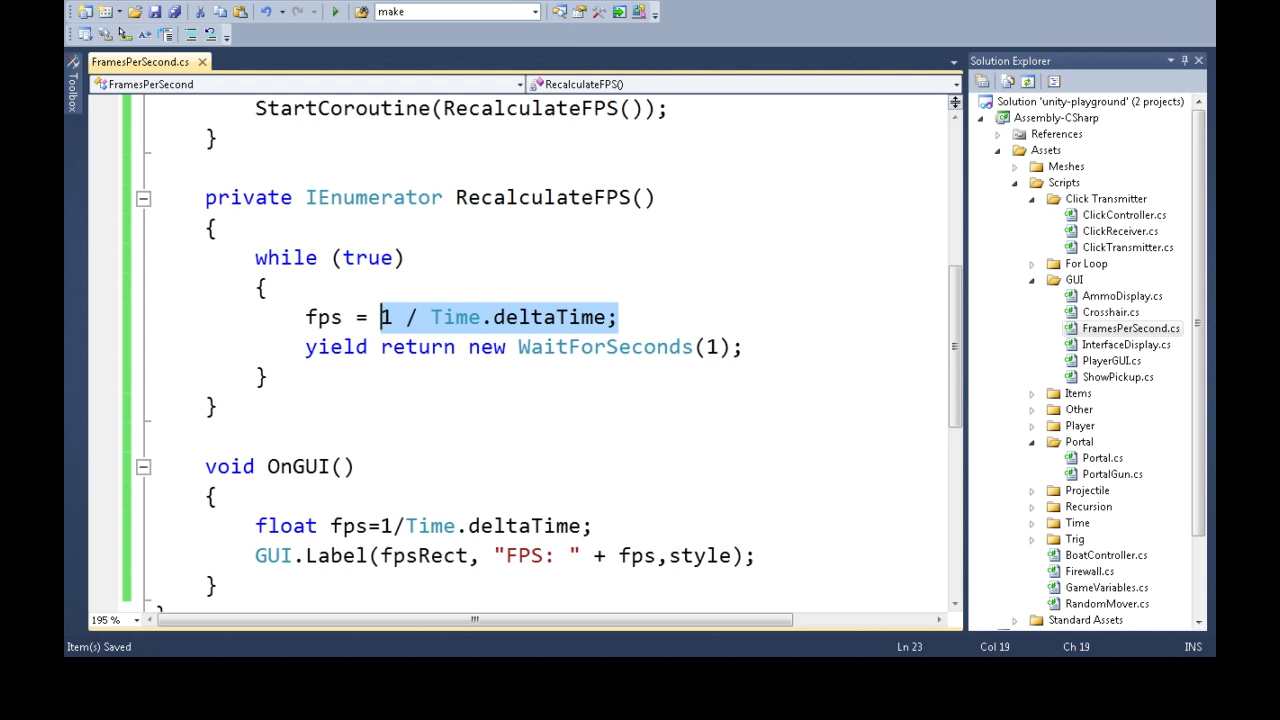 make
FramesPerSecond.cs
Solution Explorer
Toolbox
FramesPerSecond
RecalculateFPS()
StartCoroutine(RecalculateFPS());
}
private IEnumerator RecalculateFPS()
{
while (true)
{
fps = 1 / Time.deltaTime;
yield return new WaitForSeconds(1);
}
}
void OnGUI()
{
float fps=1/Time.deltaTime;
GUI.Label(fpsRect, "FPS: " + fps,style);
}
195 %
Solution 'unity-playground' (2 projects)
Assembly-CSharp
References
Assets
Meshes
Scripts
Click Transmitter
ClickController.cs
ClickReceiver.cs
ClickTransmitter.cs
For Loop
GUI
AmmoDisplay.cs
Crosshair.cs
FramesPerSecond.cs
InterfaceDisplay.cs
PlayerGUI.cs
ShowPickup.cs
Items
Other
Player
Portal
Portal.cs
PortalGun.cs
Projectile
Recursion
Time
Trig
BoatController.cs
Firewall.cs
GameVariables.cs
RandomMover.cs
Standard Assets
Item(s) Saved
Ln 23
Col 19
Ch 19
INS